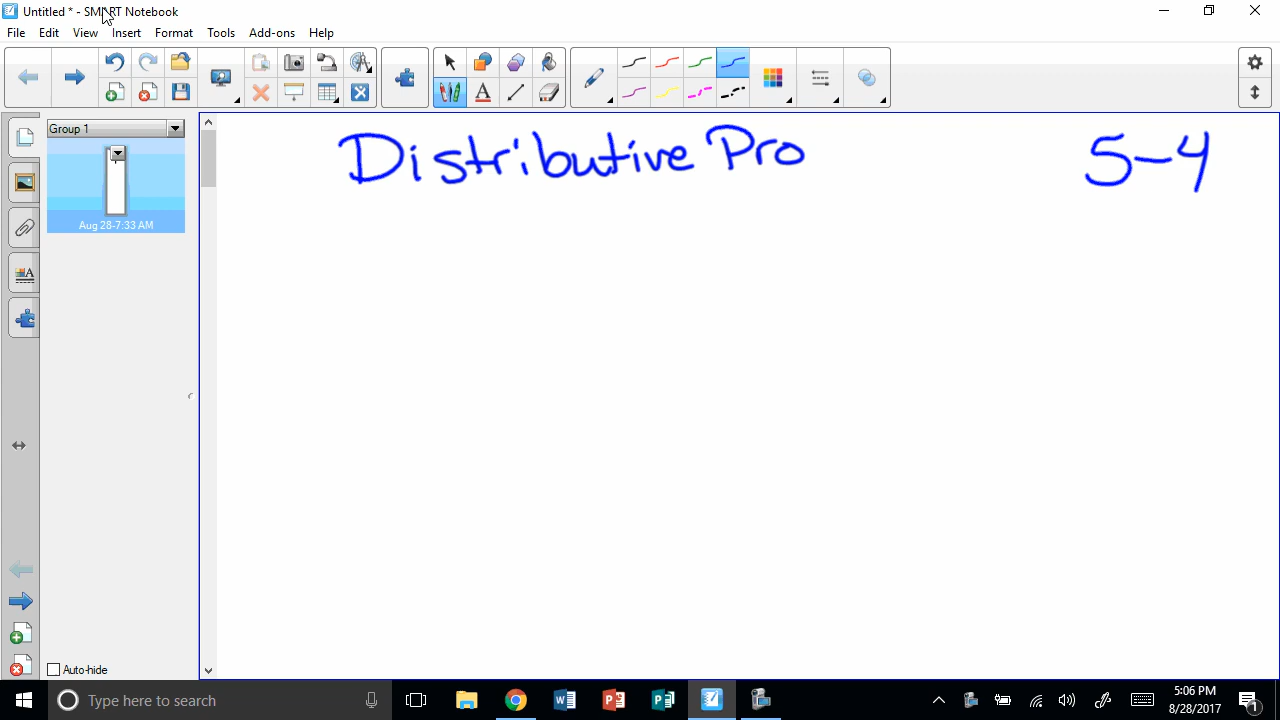 Untitled * - SMART Notebook
File Edit View Insert Format Tools Add-ons Help
Group 1
Distributive Pro 5-4
Aug 28-7:33 AM
Auto-hide
Type here to search
5:06 PM
8/28/2017
1